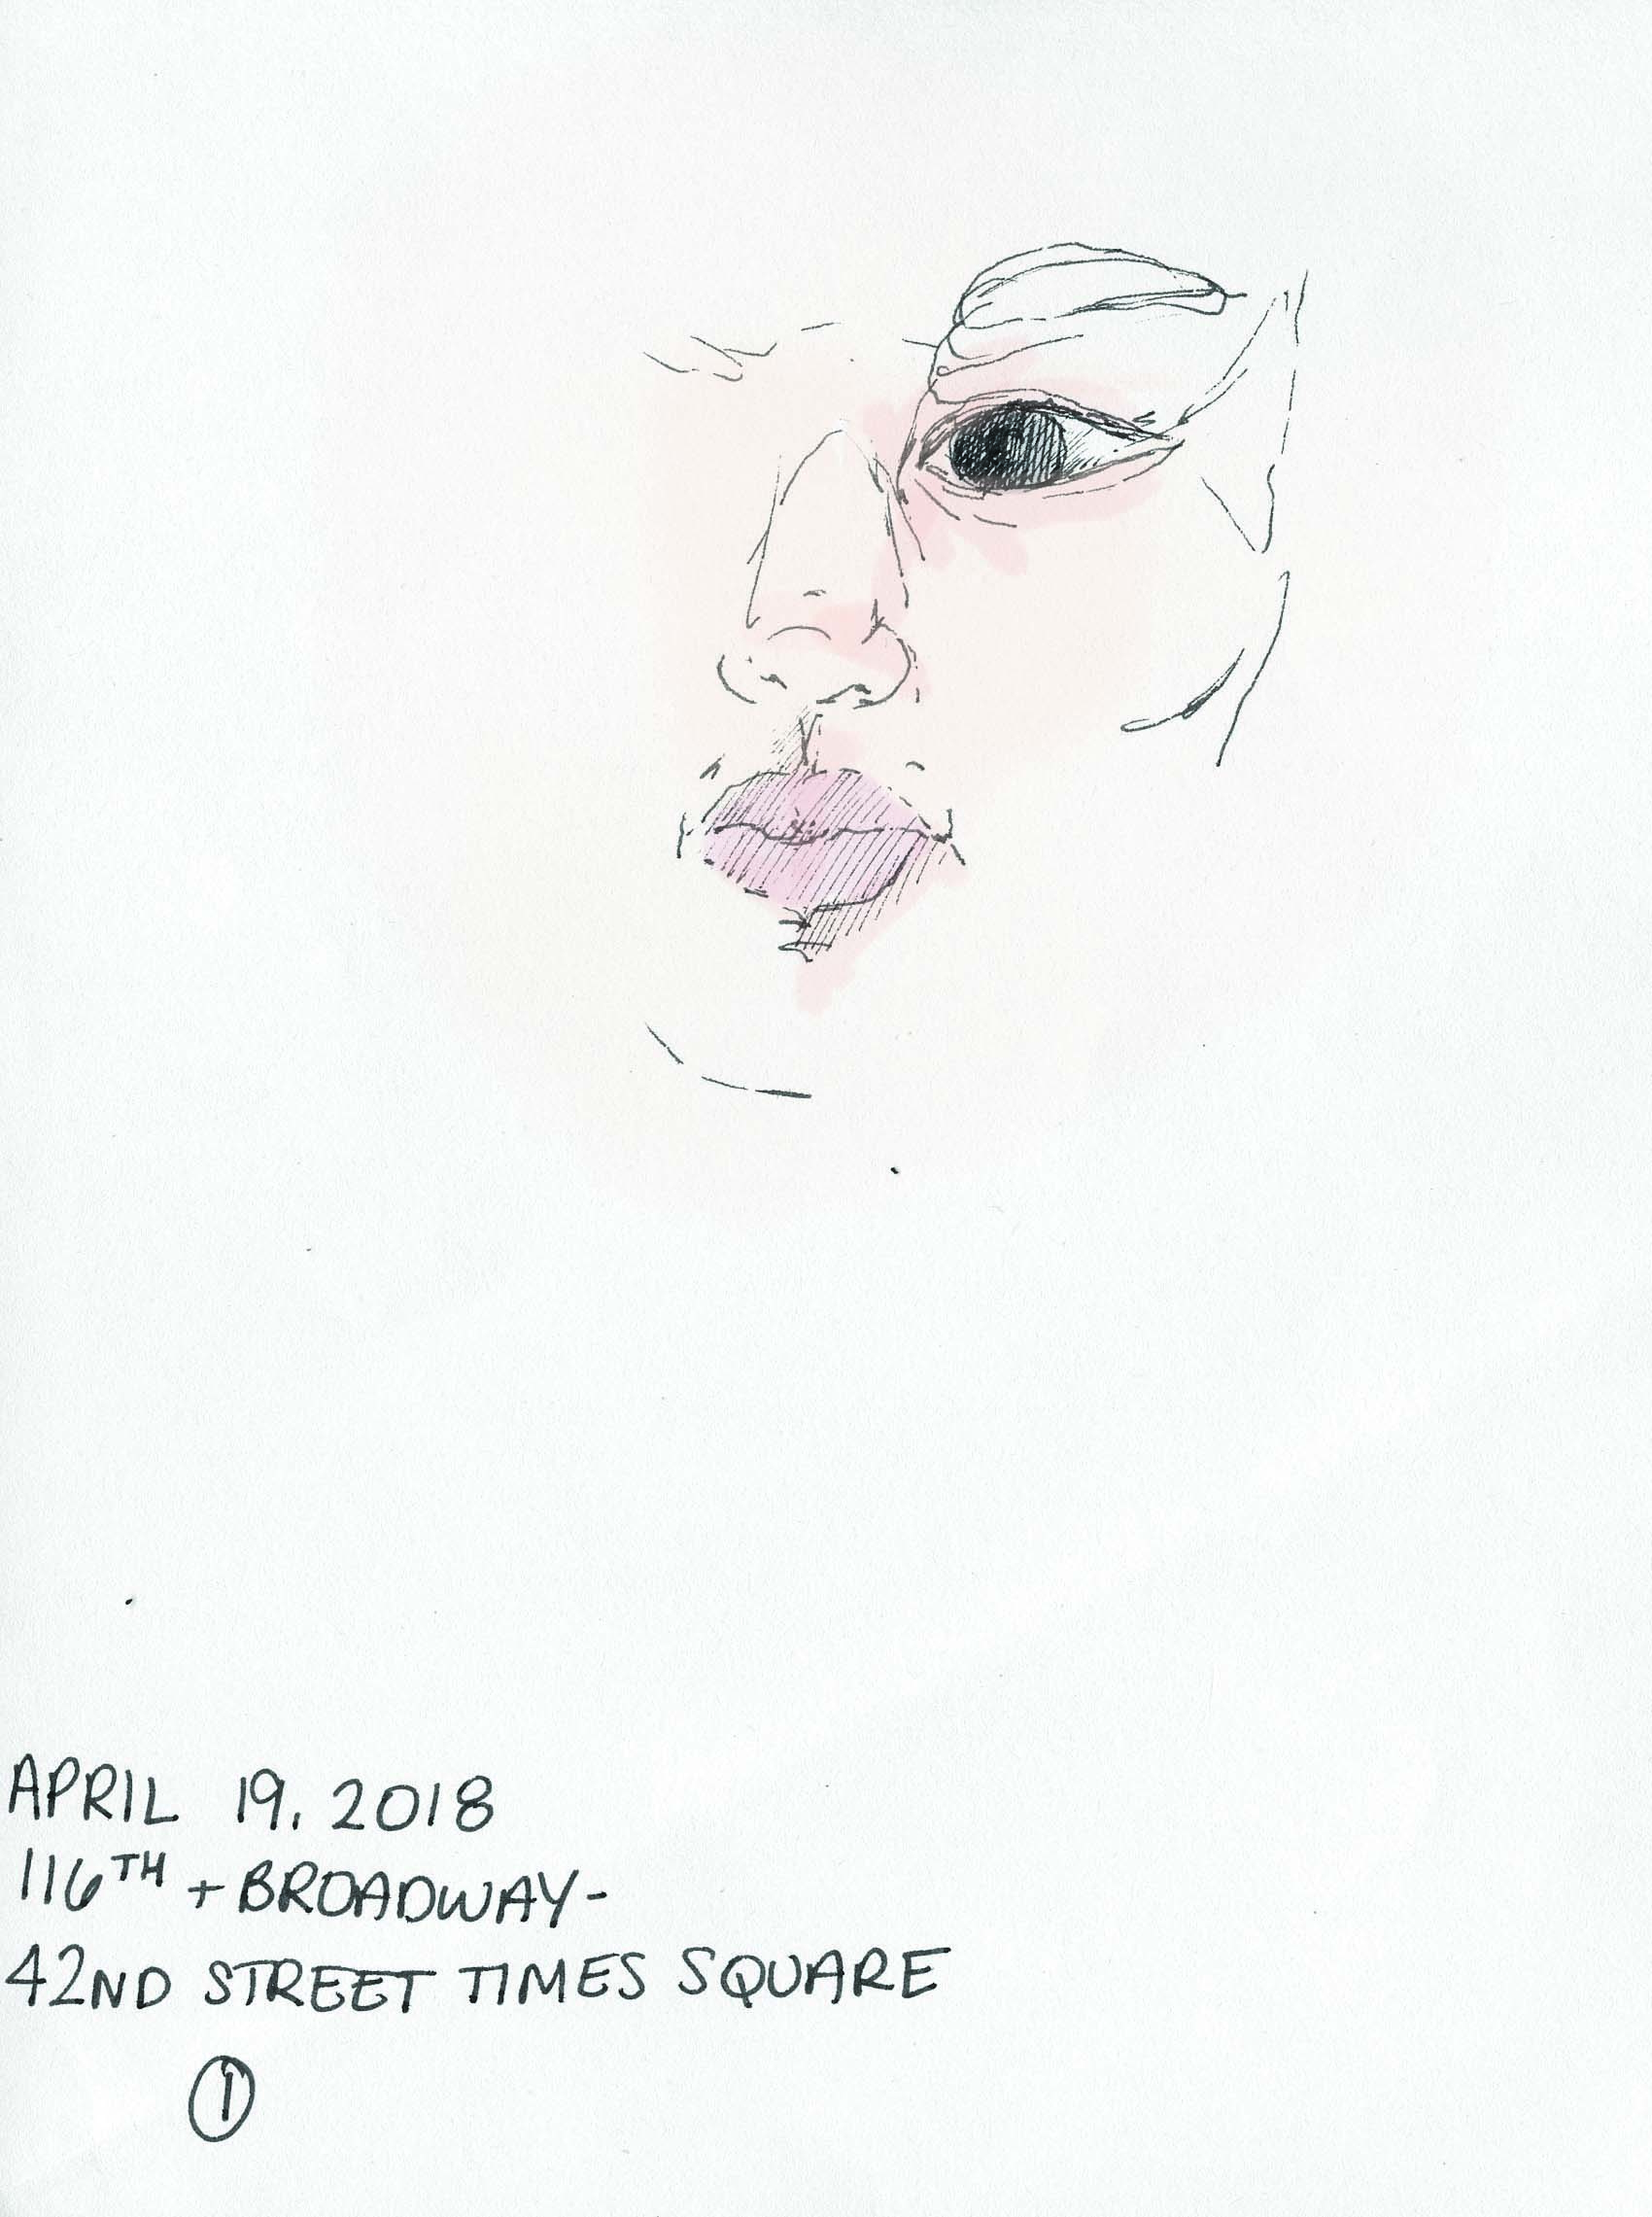 APRIL 19. 2018
116TH + BROADWAY-
42ND STREET TIMES SQUARE
1